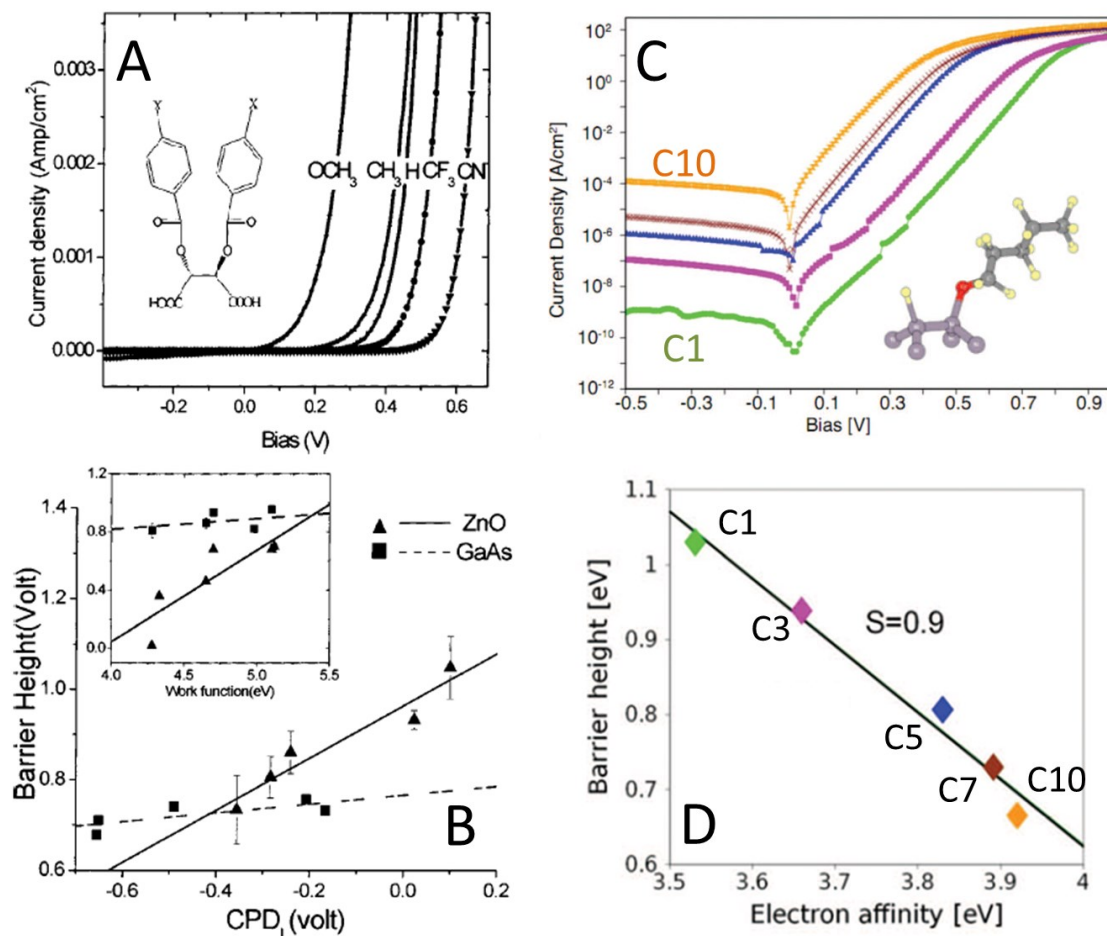 A
0.003
0.002
0.001
0.000
Current density (Amp/cm²)
Y
X
O
O
O
O
HOOC
COOH
OCH₃ CH₃ H CF₃ CN
-0.2 0.0 0.2 0.4 0.6
Bias (V)
C
10²
10⁰
10⁻²
10⁻⁴
10⁻⁶
10⁻⁸
10⁻¹⁰
10⁻¹²
Current Density [A/cm²]
C10
C1
-0.5 -0.3 -0.1 0.1 0.3 0.5 0.7 0.9
Bias [V]
B
1.4
1.2
1.0
0.8
0.6
Barrier Height(Volt)
1.2
0.8
0.4
0.0
4.0 4.5 5.0 5.5
Work function(eV)
ZnO
GaAs
-0.6 -0.4 -0.2 0.0 0.2
(volt)
D
1.1
1
0.9
0.8
0.7
0.6
Barrier height [eV]
C1
C3
S=0.9
C5
C7
C10
3.5 3.6 3.7 3.8 3.9 4
Electron affinity [eV]